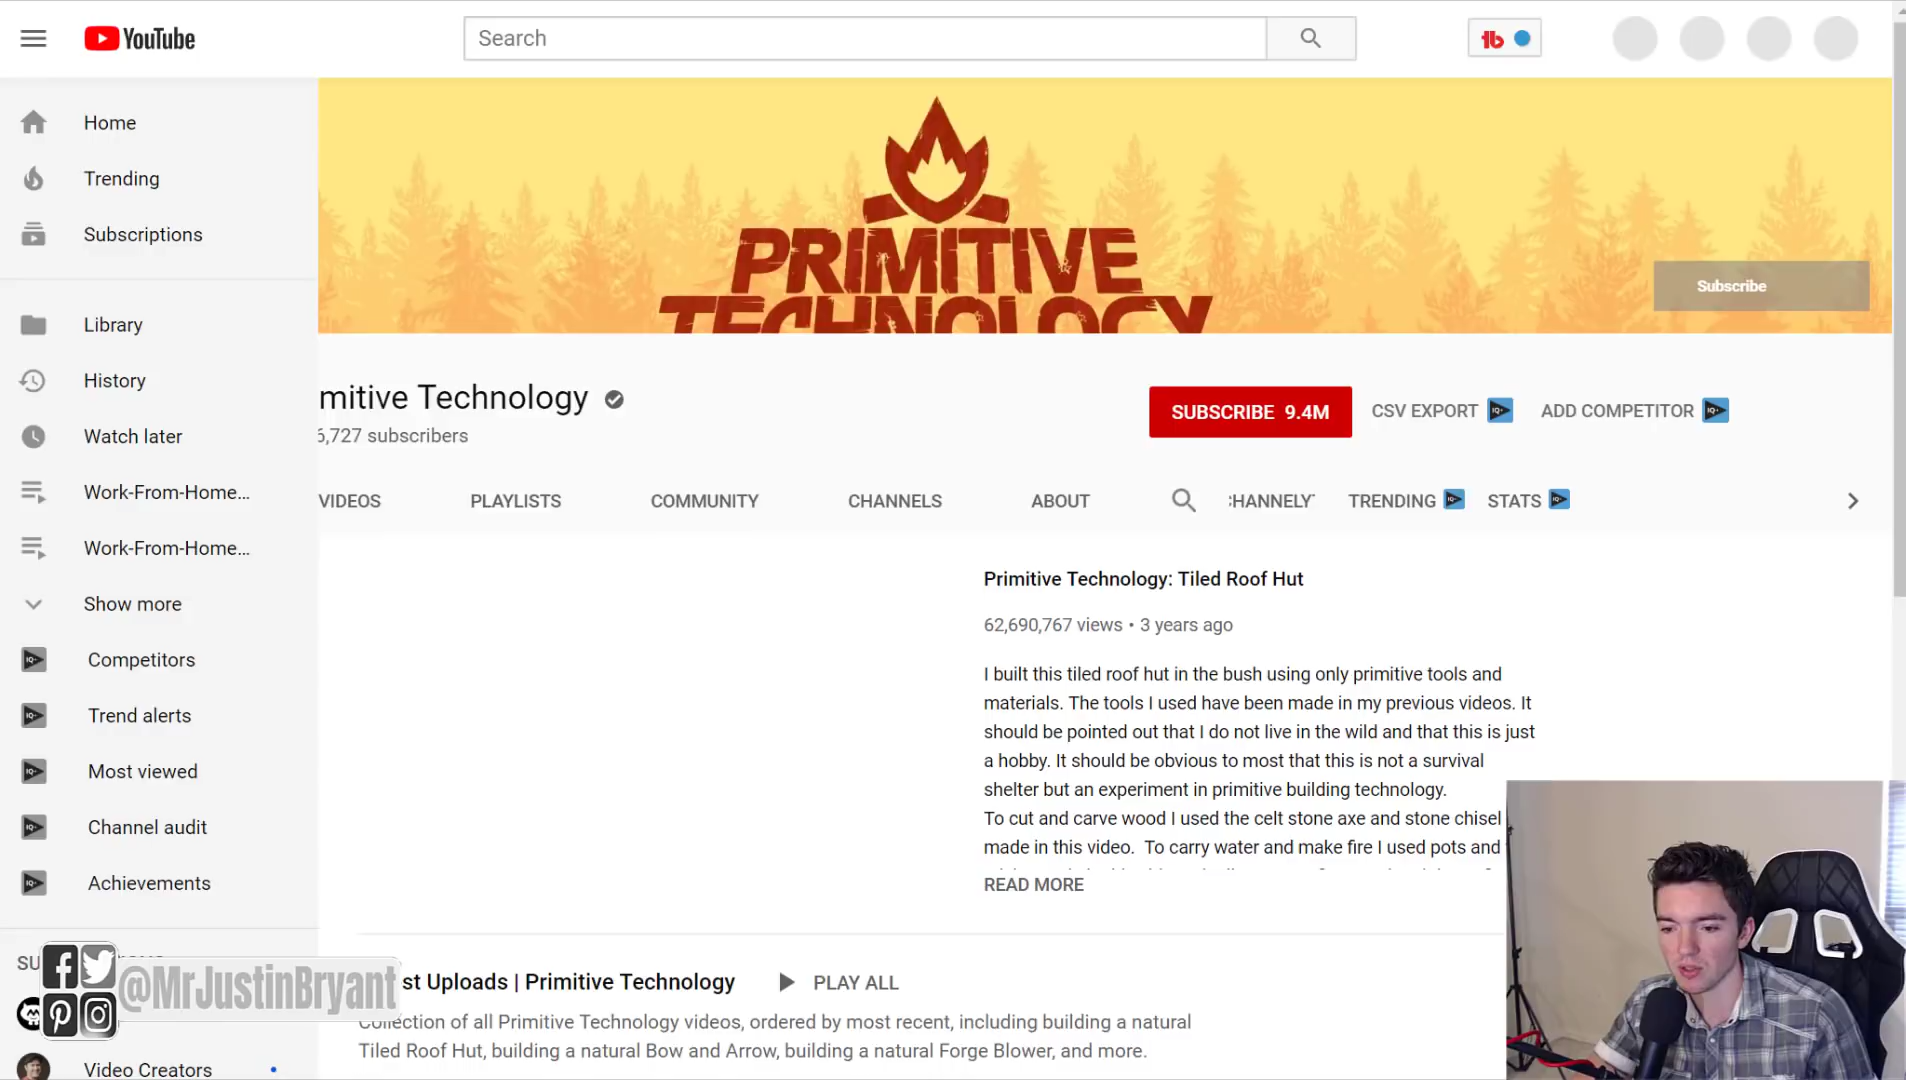 YouTube
Search
Home
Trending
Subscriptions
Library
History
Watch later
Work-From-Home...
Work-From-Home...
Show more
Competitors
Trend alerts
Most viewed
Channel audit
Achievements
@MrJustinBryant
Video Creators
PRIMITIVE
TECHNOLOGY
Subscribe
mitive Technology
6,727 subscribers
SUBSCRIBE 9.4M
CSV EXPORT
ADD COMPETITOR
VIDEOS
PLAYLISTS
COMMUNITY
CHANNELS
ABOUT
CHANNELY
TRENDING
STATS
Primitive Technology: Tiled Roof Hut
62,690,767 views • 3 years ago
I built this tiled roof hut in the bush using only primitive tools and
materials. The tools I used have been made in my previous videos. It
should be pointed out that I do not live in the wild and that this is just
a hobby. It should be obvious to most that this is not a survival
shelter but an experiment in primitive building technology.
To cut and carve wood I used the celt stone axe and stone chisel
made in this video. To carry water and make fire I used pots and
READ MORE
st Uploads | Primitive Technology
PLAY ALL
Collection of all Primitive Technology videos, ordered by most recent, including building a natural
Tiled Roof Hut, building a natural Bow and Arrow, building a natural Forge Blower, and more.